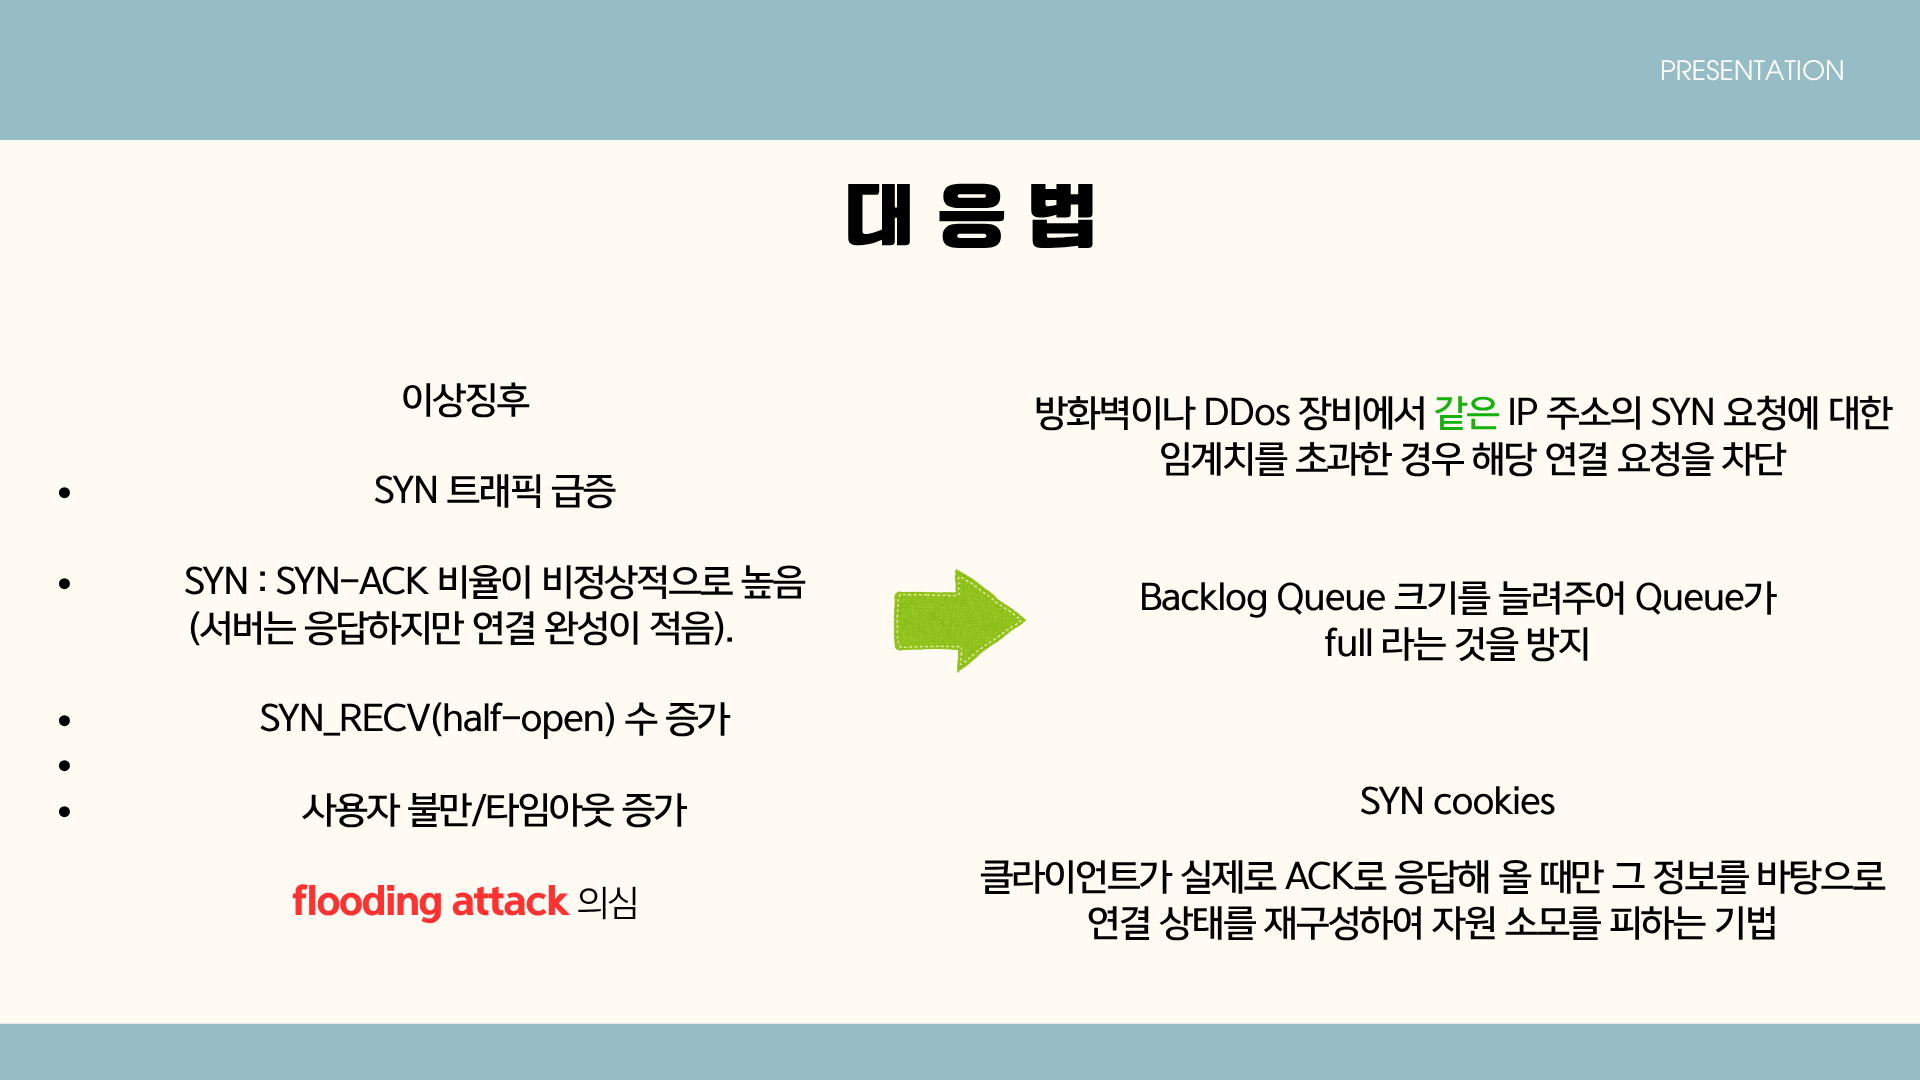 PRESENTATION
대응법
이상징후
• SYN 트래픽 급증
• SYN : SYN-ACK 비율이 비정상적으로 높음
(서버는 응답하지만 연결 완성이 적음).
• SYN_RECV(half-open) 수 증가
•
• 사용자 불만/타임아웃 증가
flooding attack 의심
방화벽이나 DDos 장비에서 같은 IP 주소의 SYN 요청에 대한
임계치를 초과한 경우 해당 연결 요청을 차단
Backlog Queue 크기를 늘려주어 Queue가
full 라는 것을 방지
SYN cookies
클라이언트가 실제로 ACK로 응답해 올 때만 그 정보를 바탕으로
연결 상태를 재구성하여 자원 소모를 피하는 기법